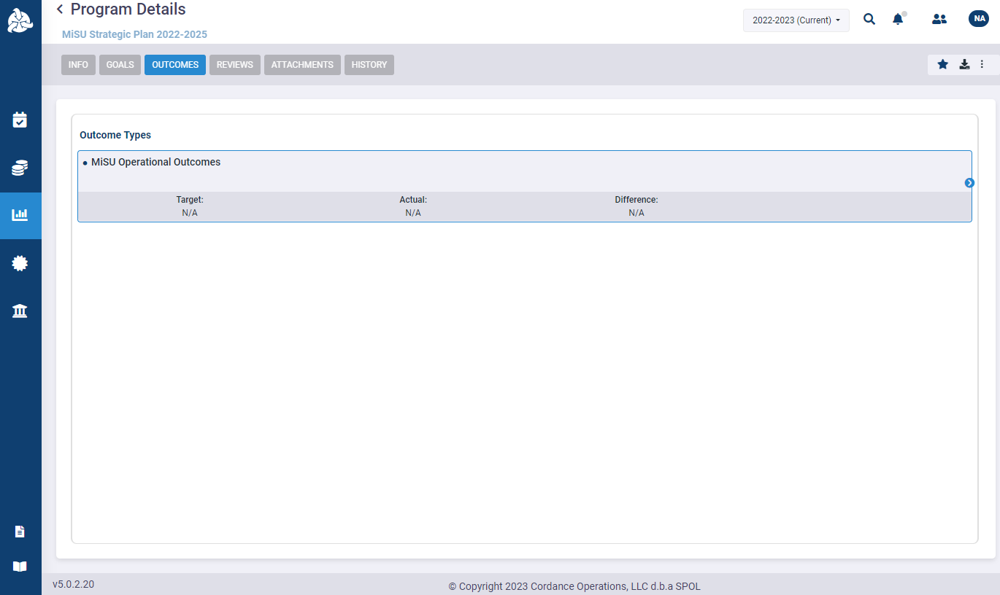 Program Details
MiSU Strategic Plan 2022-2025
2022-2023 (Current)
NA
INFO GOALS OUTCOMES REVIEWS ATTACHMENTS HISTORY
Outcome Types
MiSU Operational Outcomes
Target: Actual: Difference:
N/A N/A N/A
v5.0.2.20
© Copyright 2023 Cordance Operations, LLC d.b.a SPOL